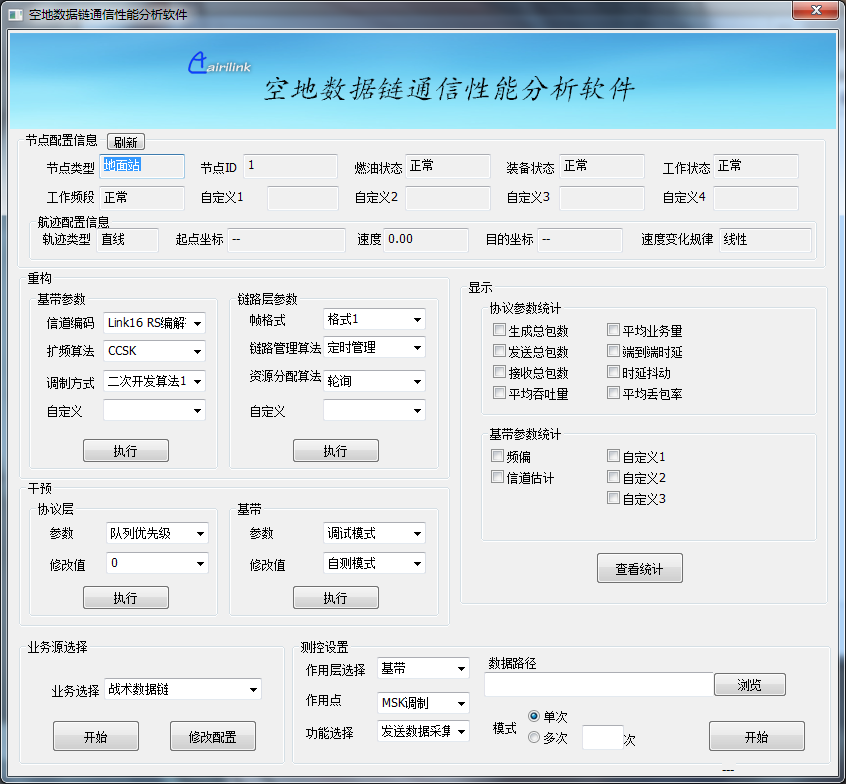 空地数据链通信性能分析软件
airilink
空地数据链通信性能分析软件
节点配置信息 刷新
节点类型 地面站 节点ID 1 燃油状态 正常 装备状态 正常 工作状态 正常
工作频段 正常 自定义1 自定义2 自定义3 自定义4
航迹配置信息
轨迹类型 直线 起点坐标 -- 速度 0.00 目的坐标 -- 速度变化规律 线性
重构
基带参数
信道编码 Link16 RS编解
扩频算法 CCSK
调制方式 二次开发算法1
自定义
执行
链路层参数
帧格式 格式1
链路管理算法 定时管理
资源分配算法 轮询
自定义
执行
显示
协议参数统计
生成总包数 平均业务量
发送总包数 端到端时延
接收总包数 时延抖动
平均吞吐量 平均丢包率
基带参数统计
频偏 自定义1
信道估计 自定义2
自定义3
查看统计
干预
协议层
参数 队列优先级
修改值 0
执行
基带
参数 调试模式
修改值 自测模式
执行
业务源选择
业务选择 战术数据链
开始 修改配置
测控设置
作用层选择 基带
作用点 MSK调制
功能选择 发送数据采集
数据路径
浏览
模式 单次
多次 次
开始
---